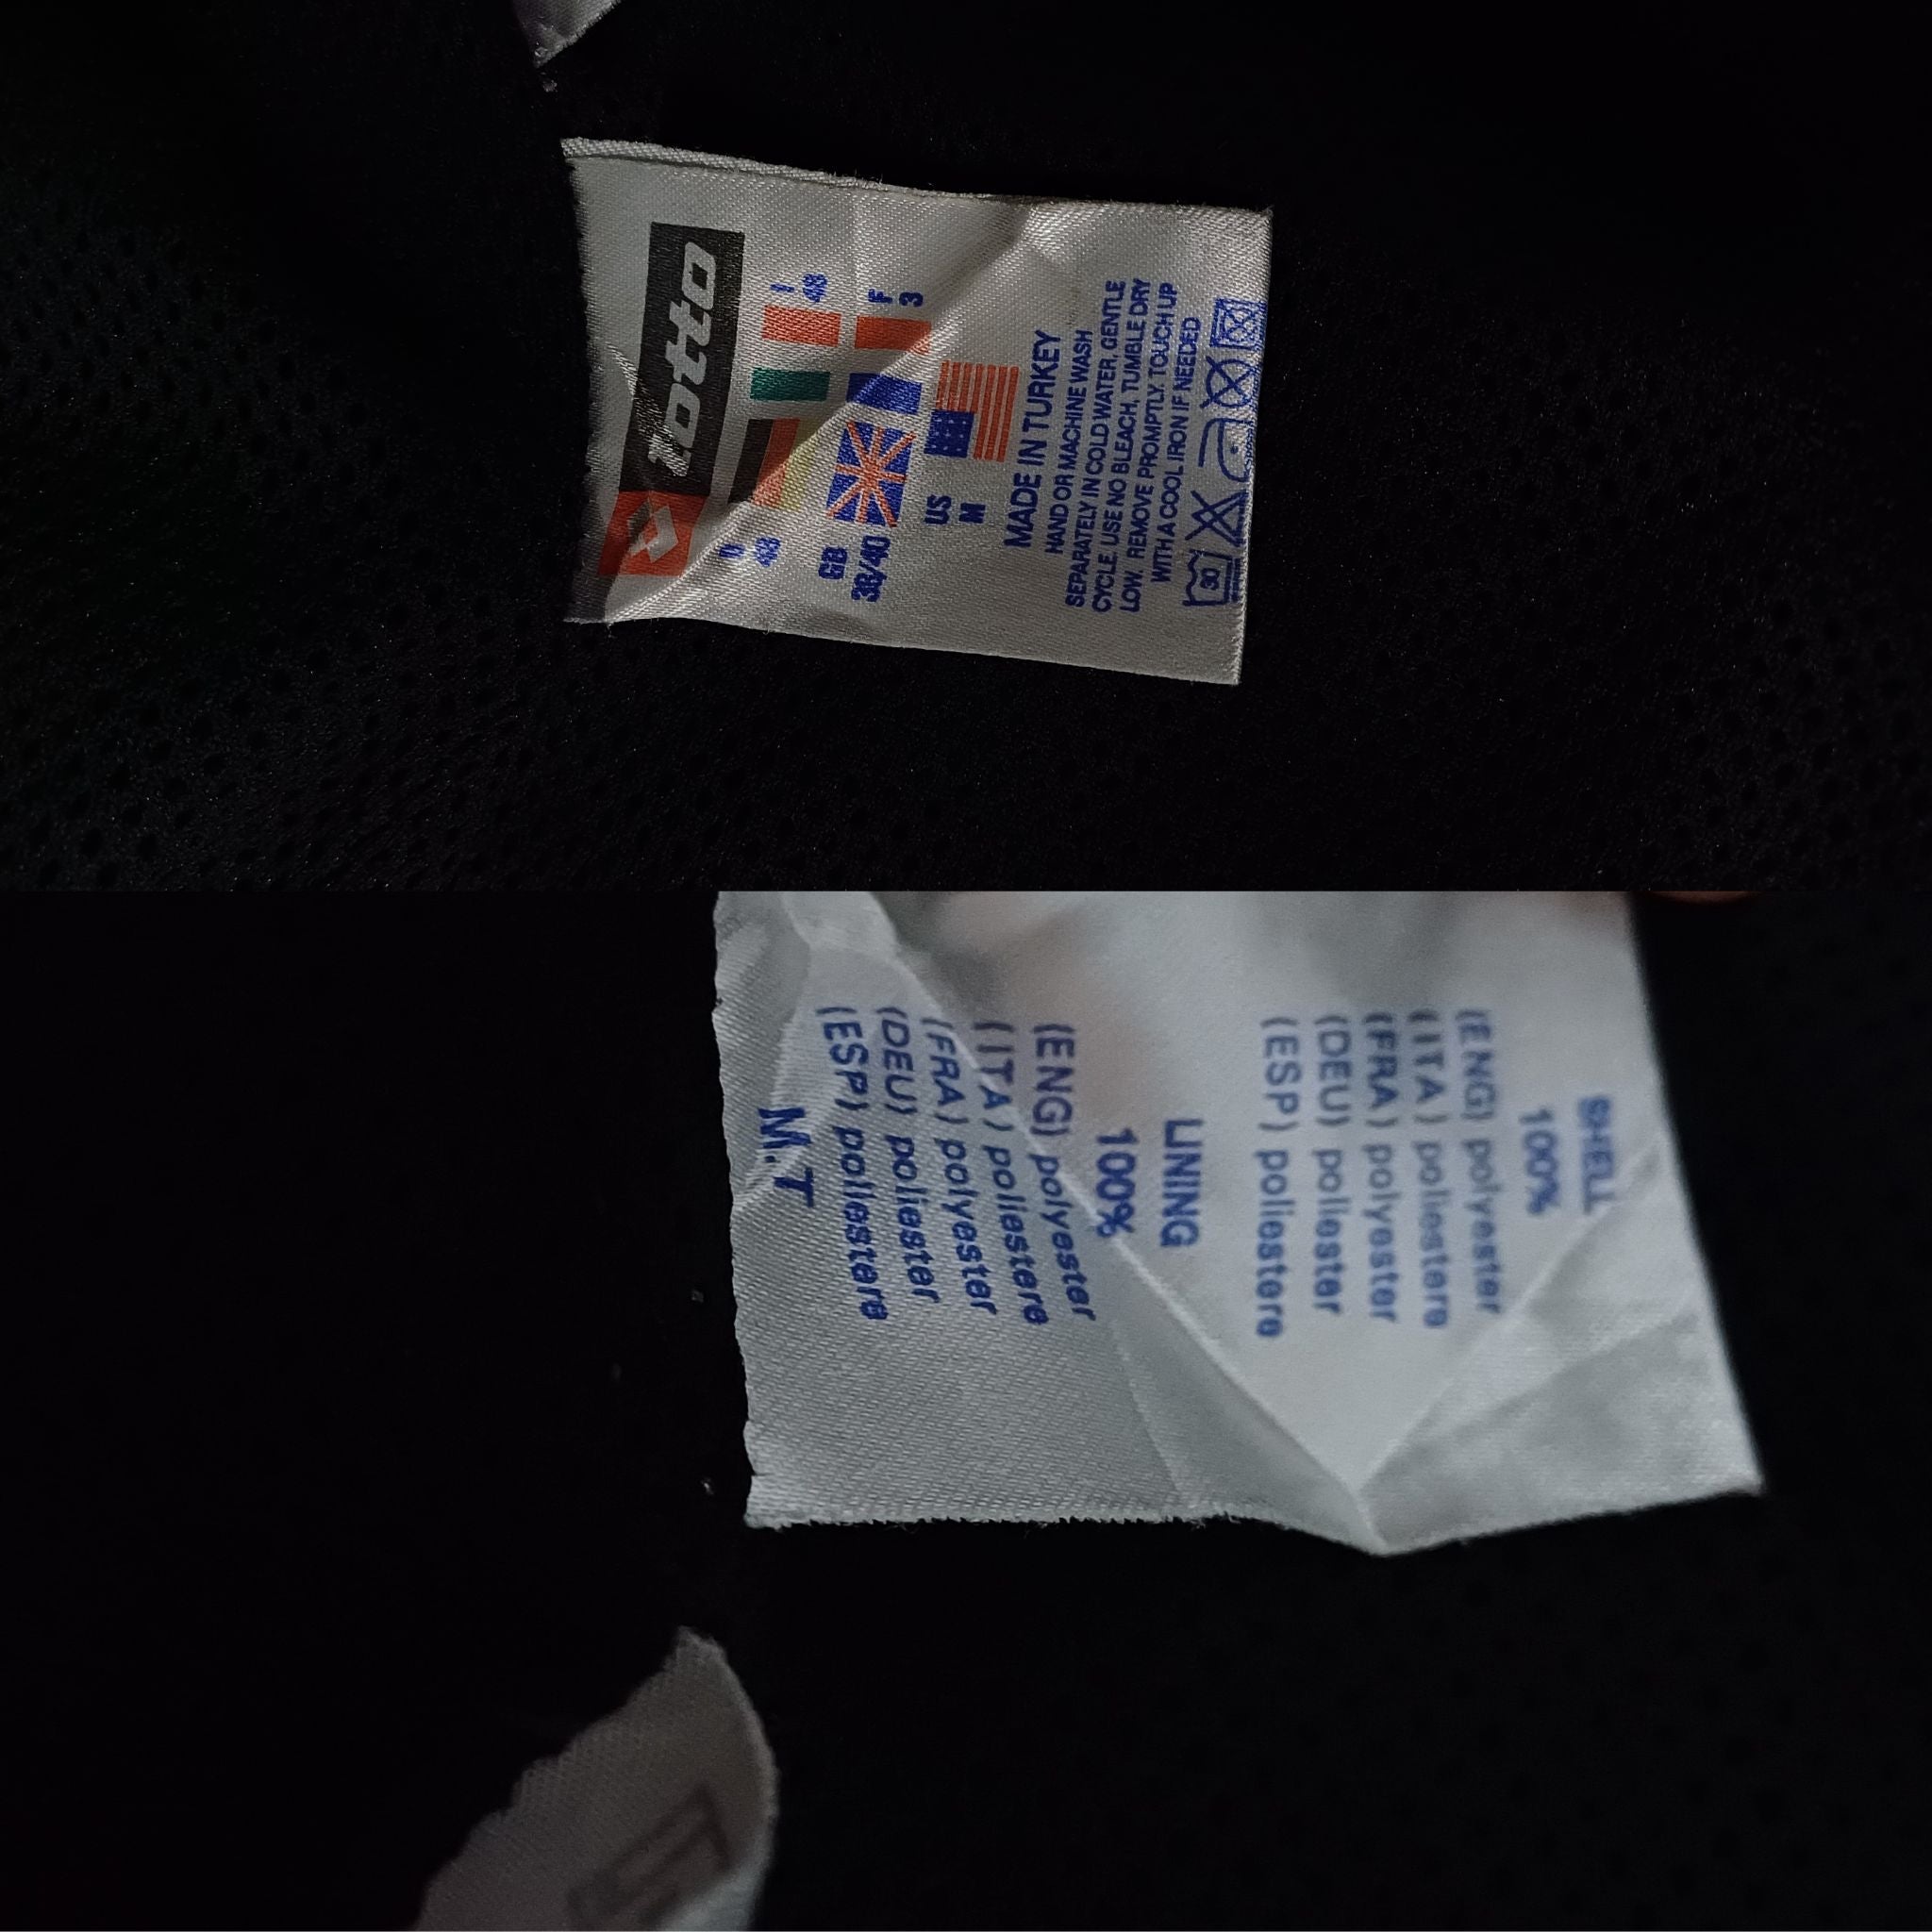 lotto
D I
48 48
GB F
38/40 3
US
M
MADE IN TURKEY
HAND OR MACHINE WASH
SEPARATELY IN COLD WATER, GENTLE
CYCLE. USE NO BLEACH, TUMBLE DRY
LOW. REMOVE PROMPTLY. TOUCH UP
WITH A COOL IRON IF NEEDED
30
SHELL
100%
(ENG) polyester
(ITA) poliestere
(FRA) polyester
(DEU) poliester
(ESP) poliestere
LINING
100%
(ENG) polyester
(ITA) poliestere
(FRA) polyester
(DEU) poliester
(ESP) poliestere
M.T